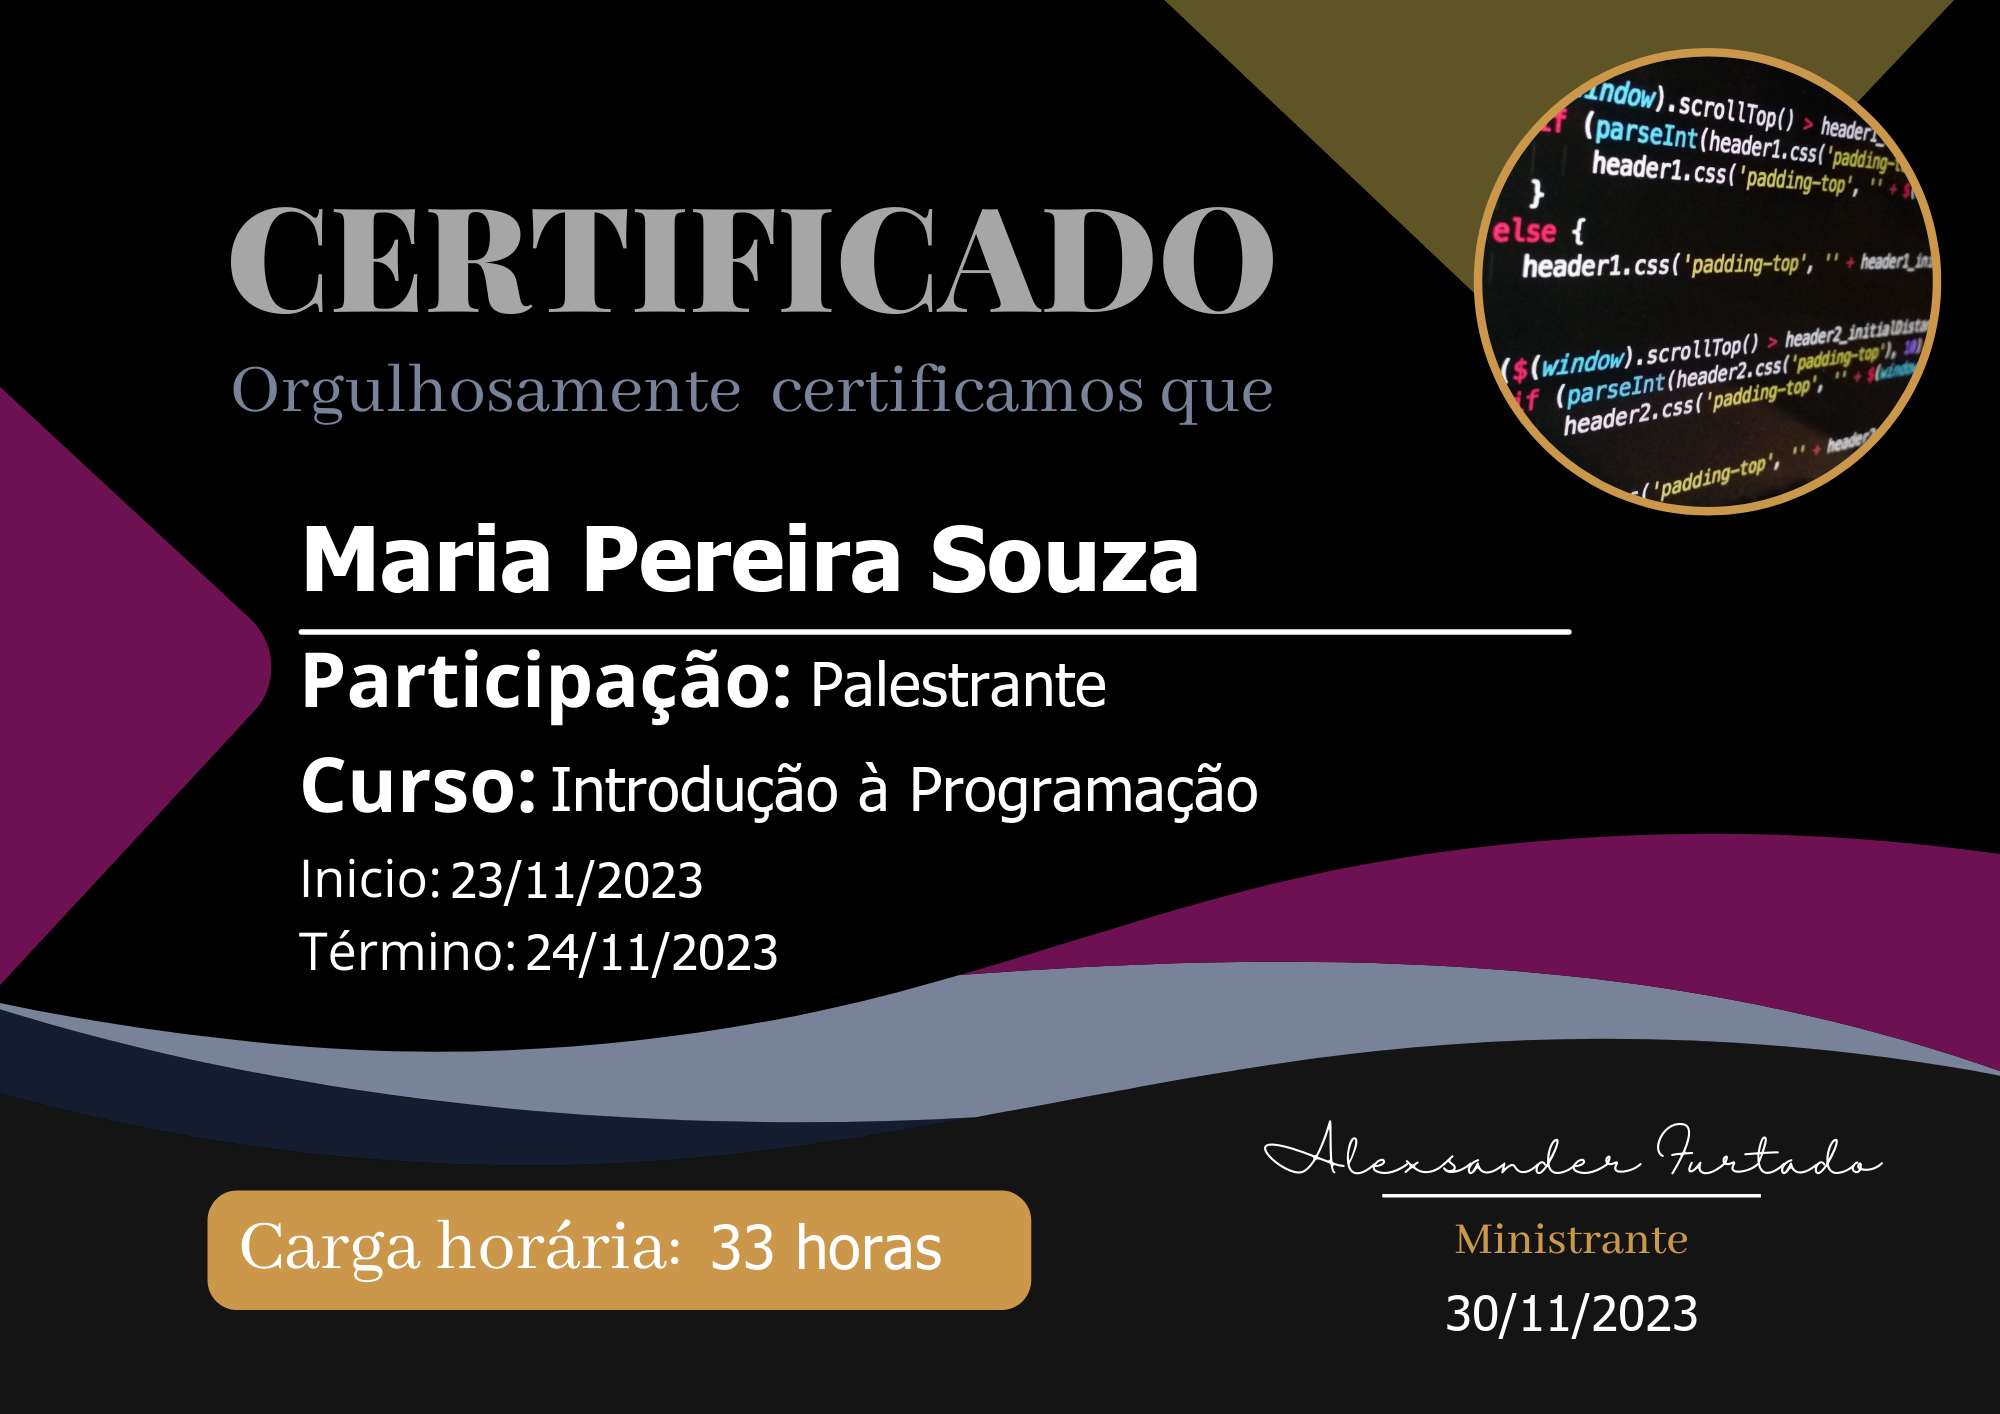 CERTIFICADO
Orgulhosamente certificamos que
Maria Pereira Souza
Participação: Palestrante
Curso: Introdução à Programação
Inicio: 23/11/2023
Término: 24/11/2023
Carga horária: 33 horas
Alexsander Furtado
Ministrante
30/11/2023
window).scrollTop() > header1_
if (parseInt(header1.css('padding-t
header1.css('padding-top', '' + $(
}
else {
header1.css('padding-top', '' + header1_ini
($(window).scrollTop() > header2_initialDista
if (parseInt(header2.css('padding-top'), 10)
header2.css('padding-top', '' + $(window
('padding-top', '' + header2